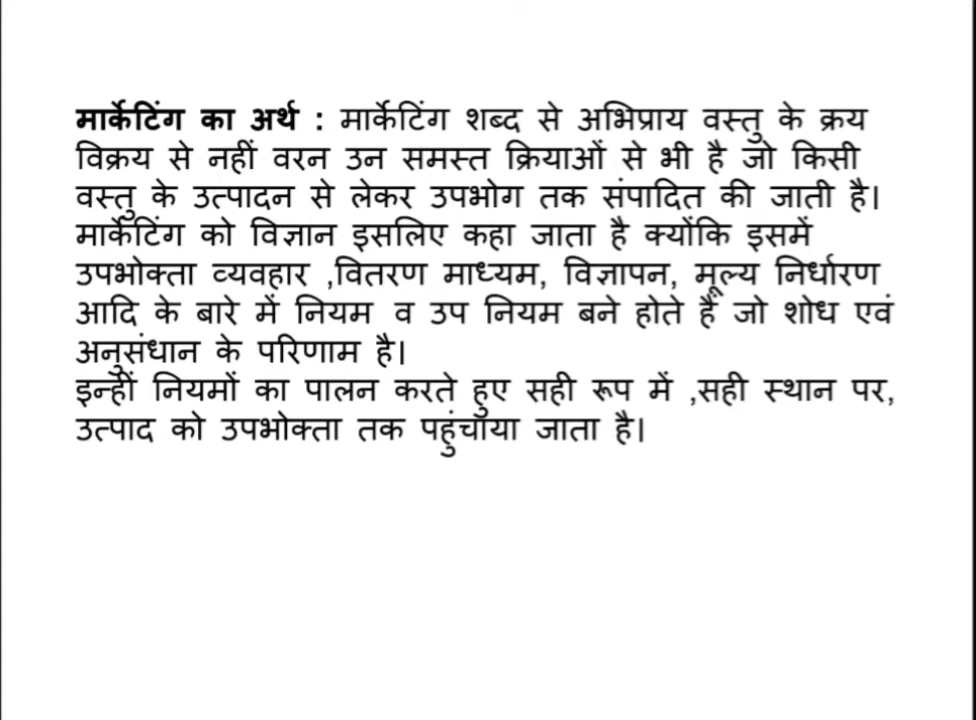 मार्केटिंग का अर्थ : मार्केटिंग शब्द से अभिप्राय वस्तु के क्रय
विक्रय से नहीं वरन उन समस्त क्रियाओं से भी है जो किसी
वस्तु के उत्पादन से लेकर उपभोग तक संपादित की जाती है।
मार्केटिंग को विज्ञान इसलिए कहा जाता है क्योंकि इसमें
उपभोक्ता व्यवहार ,वितरण माध्यम, विज्ञापन, मूल्य निर्धारण
आदि के बारे में नियम व उप नियम बने होते हैं जो शोध एवं
अनुसंधान के परिणाम है।
इन्हीं नियमों का पालन करते हुए सही रूप में ,सही स्थान पर,
उत्पाद को उपभोक्ता तक पहुंचाया जाता है।